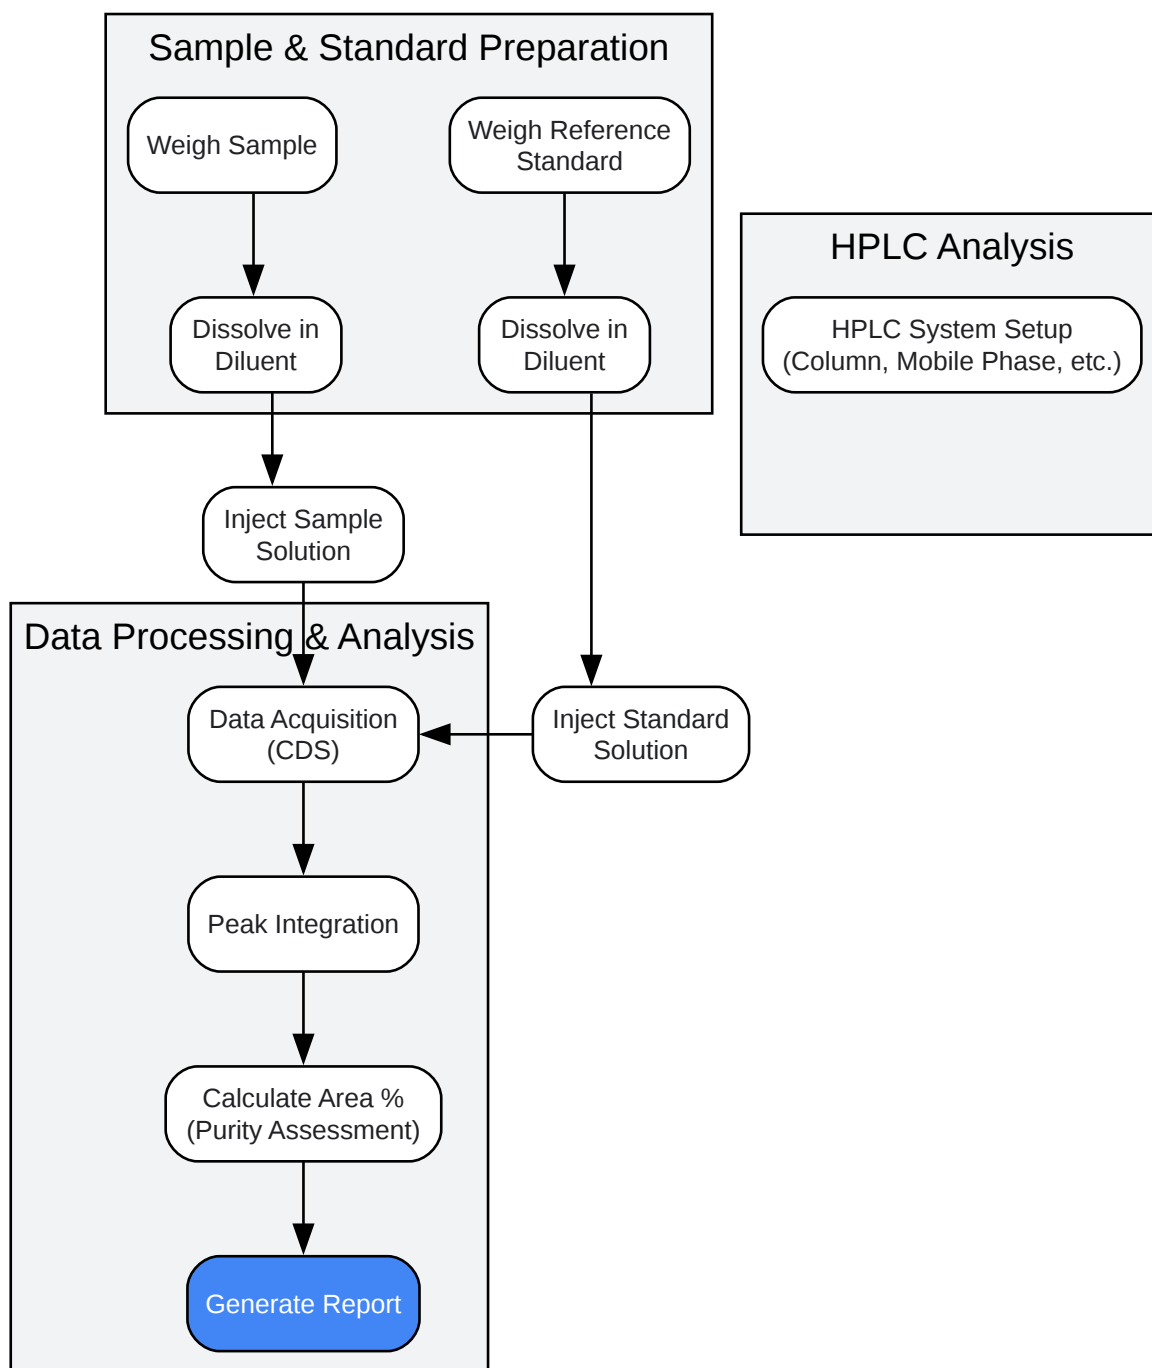 Sample & Standard Preparation
Weigh Sample
Weigh Reference
Standard
Dissolve in
Diluent
Dissolve in
Diluent
HPLC Analysis
HPLC System Setup
(Column, Mobile Phase, etc.)
Inject Sample
Solution
Data Processing & Analysis
Data Acquisition
(CDS)
Inject Standard
Solution
Peak Integration
Calculate Area %
(Purity Assessment)
Generate Report